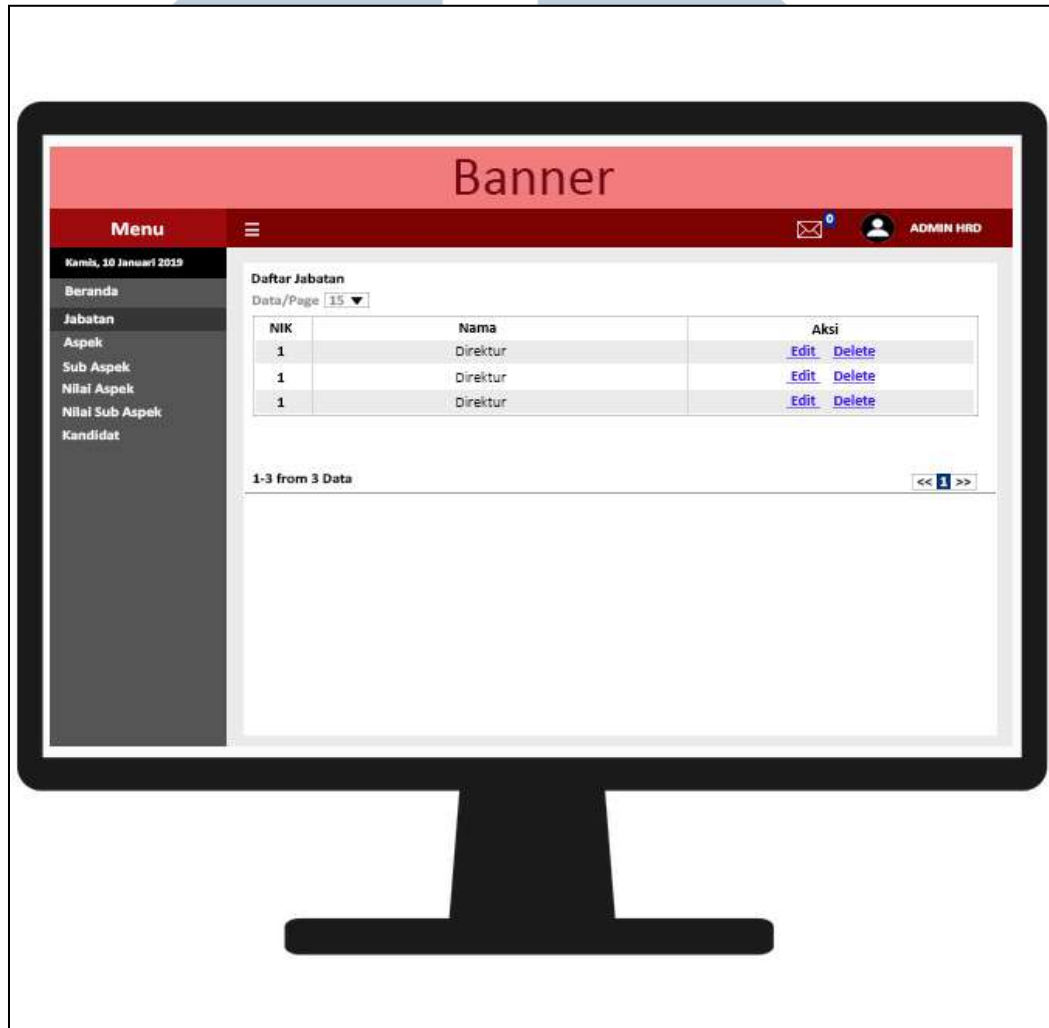 Banner
Menu
☰
0
ADMIN HRD
Kamis, 10 Januari 2019
Beranda
Jabatan
Aspek
Sub Aspek
Nilai Aspek
Nilai Sub Aspek
Kandidat
Daftar Jabatan
Data/Page 15 ▼
NIK Nama Aksi
1 Direktur Edit Delete
1 Direktur Edit Delete
1 Direktur Edit Delete
1-3 from 3 Data << 1 >>